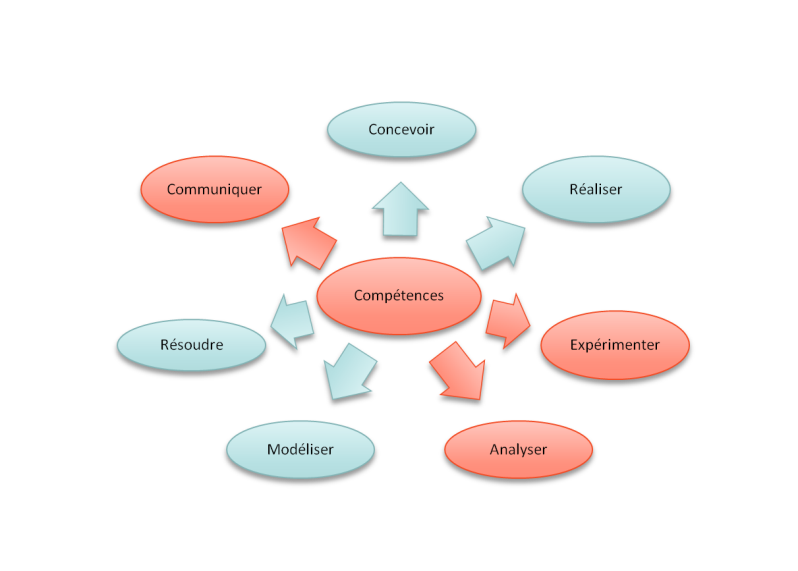 Concevoir
Communiquer
Réaliser
Compétences
Résoudre
Expérimenter
Modéliser
Analyser